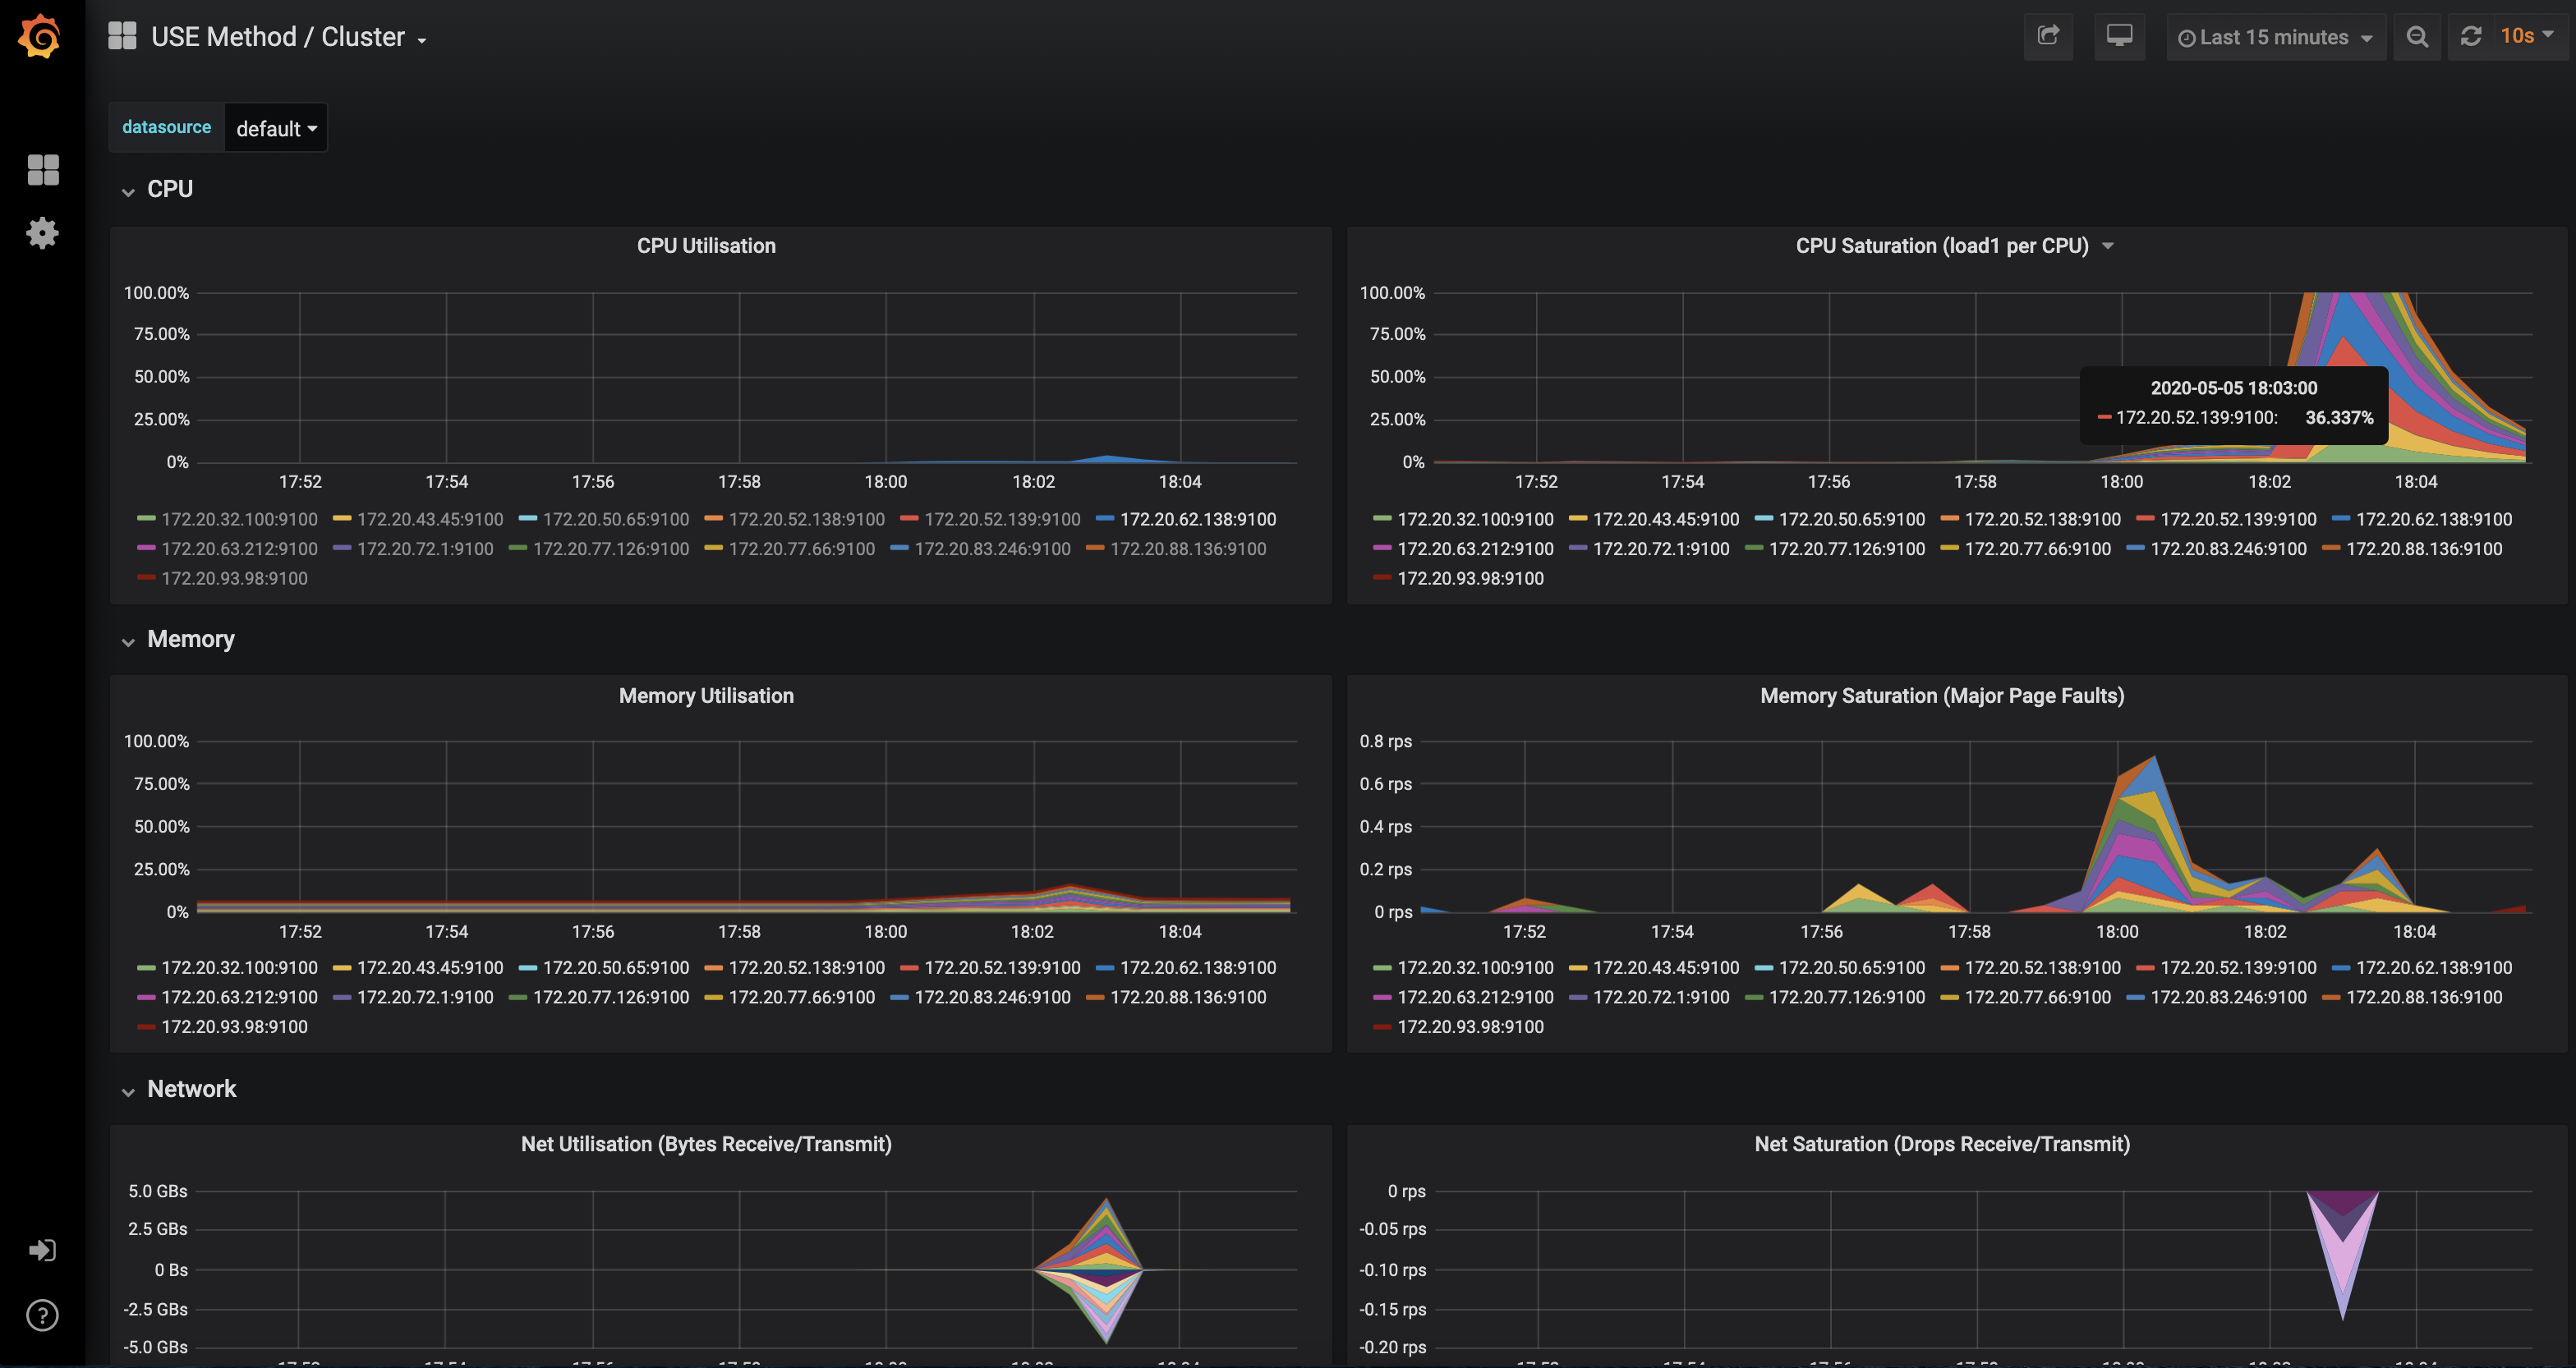 USE Method / Cluster
Last 15 minutes
10s
datasource
default
CPU
CPU Utilisation
100.00%
75.00%
50.00%
25.00%
0%
17:52 17:54 17:56 17:58 18:00 18:02 18:04
172.20.32.100:9100 172.20.43.45:9100 172.20.50.65:9100 172.20.52.138:9100 172.20.52.139:9100 172.20.62.138:9100
172.20.63.212:9100 172.20.72.1:9100 172.20.77.126:9100 172.20.77.66:9100 172.20.83.246:9100 172.20.88.136:9100
172.20.93.98:9100
CPU Saturation (load1 per CPU)
100.00%
75.00%
50.00%
25.00%
0%
2020-05-05 18:03:00
172.20.52.139:9100: 36.337%
17:52 17:54 17:56 17:58 18:00 18:02 18:04
172.20.32.100:9100 172.20.43.45:9100 172.20.50.65:9100 172.20.52.138:9100 172.20.52.139:9100 172.20.62.138:9100
172.20.63.212:9100 172.20.72.1:9100 172.20.77.126:9100 172.20.77.66:9100 172.20.83.246:9100 172.20.88.136:9100
172.20.93.98:9100
Memory
Memory Utilisation
100.00%
75.00%
50.00%
25.00%
0%
17:52 17:54 17:56 17:58 18:00 18:02 18:04
172.20.32.100:9100 172.20.43.45:9100 172.20.50.65:9100 172.20.52.138:9100 172.20.52.139:9100 172.20.62.138:9100
172.20.63.212:9100 172.20.72.1:9100 172.20.77.126:9100 172.20.77.66:9100 172.20.83.246:9100 172.20.88.136:9100
172.20.93.98:9100
Memory Saturation (Major Page Faults)
0.8 rps
0.6 rps
0.4 rps
0.2 rps
0 rps
17:52 17:54 17:56 17:58 18:00 18:02 18:04
172.20.32.100:9100 172.20.43.45:9100 172.20.50.65:9100 172.20.52.138:9100 172.20.52.139:9100 172.20.62.138:9100
172.20.63.212:9100 172.20.72.1:9100 172.20.77.126:9100 172.20.77.66:9100 172.20.83.246:9100 172.20.88.136:9100
172.20.93.98:9100
Network
Net Utilisation (Bytes Receive/Transmit)
5.0 GBs
2.5 GBs
0 Bs
-2.5 GBs
-5.0 GBs
Net Saturation (Drops Receive/Transmit)
0 rps
-0.05 rps
-0.10 rps
-0.15 rps
-0.20 rps